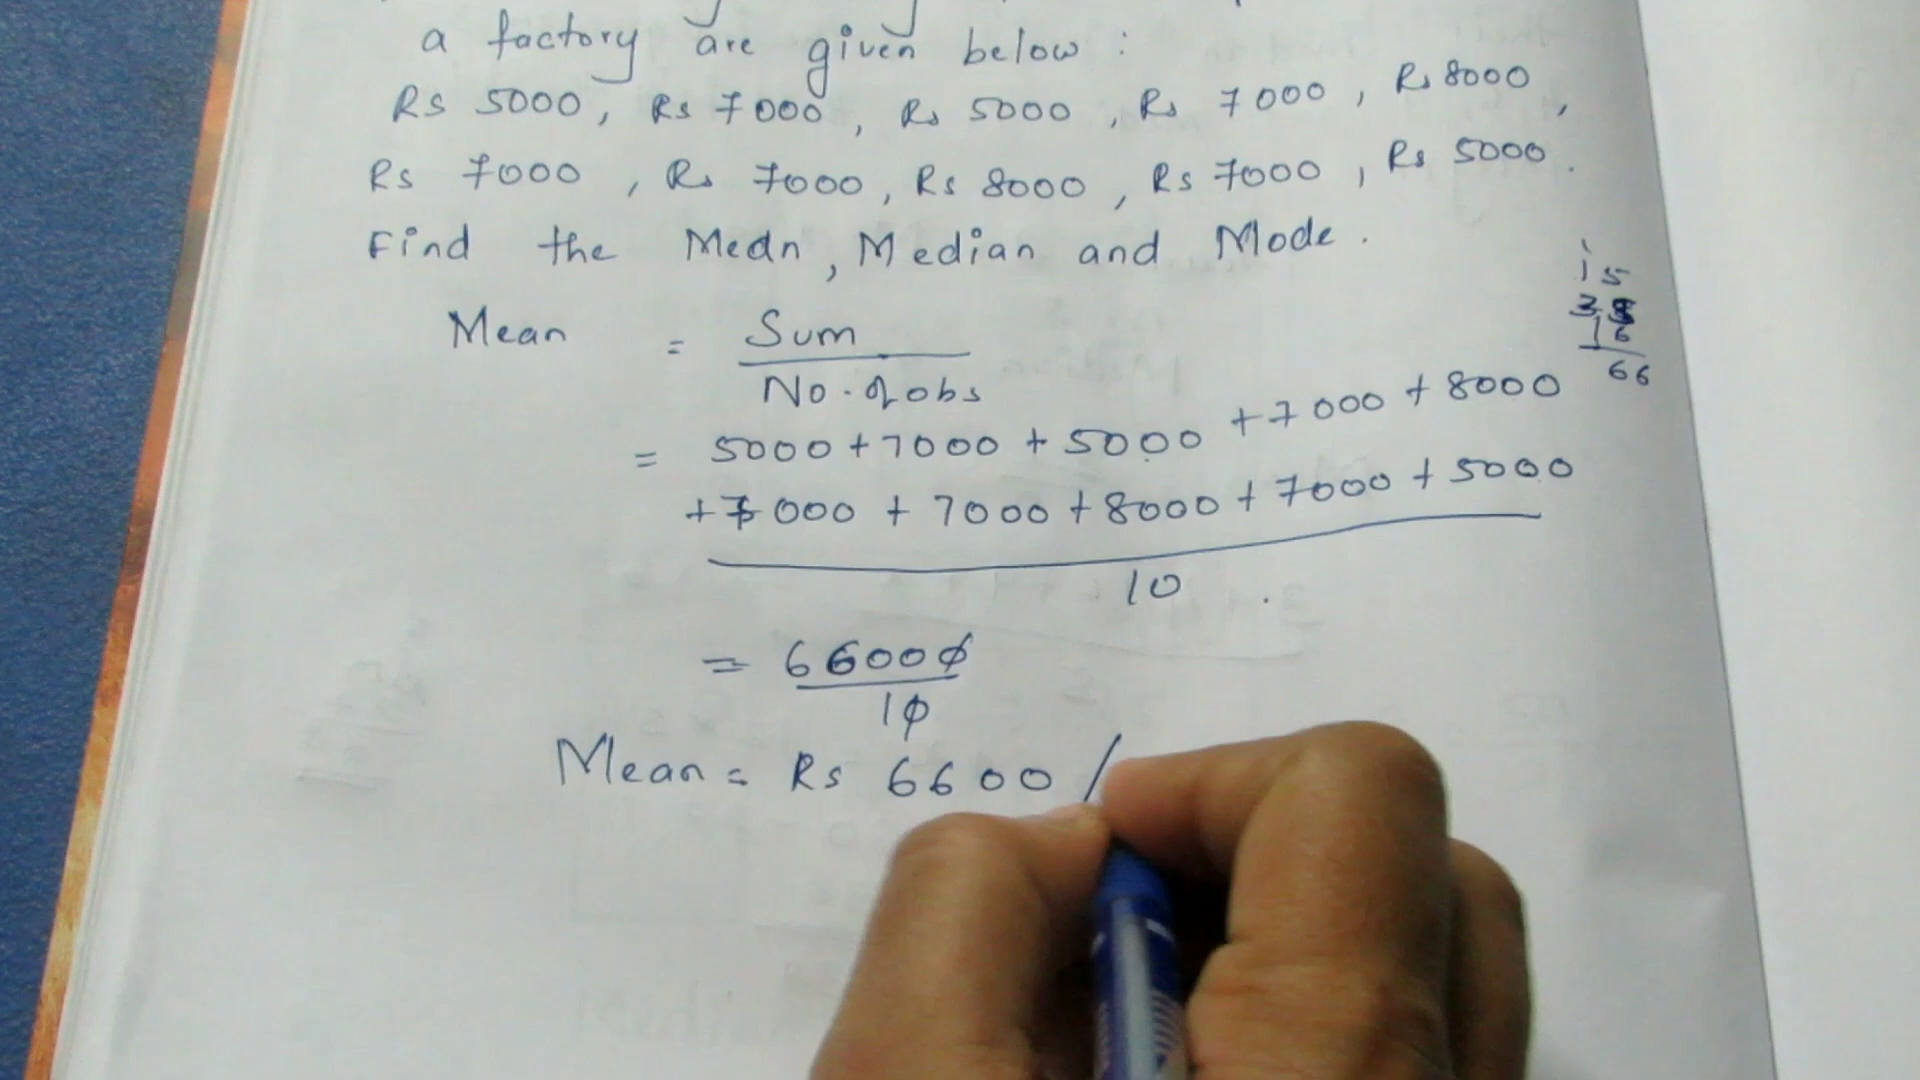 a factory are given below :
Rs 5000, Rs 7000, Rs 5000, Rs 7000, Rs 8000,
Rs 7000, Rs 7000, Rs 8000, Rs 7000, Rs 5000.
Find the Mean, Median and Mode.
Mean = Sum
No. of obs
= 5000 + 7000 + 5000 + 7000 + 8000
+ 7000 + 7000 + 8000 + 7000 + 5000
10
= 66000
10
Mean = Rs 6600 /
15
16
66